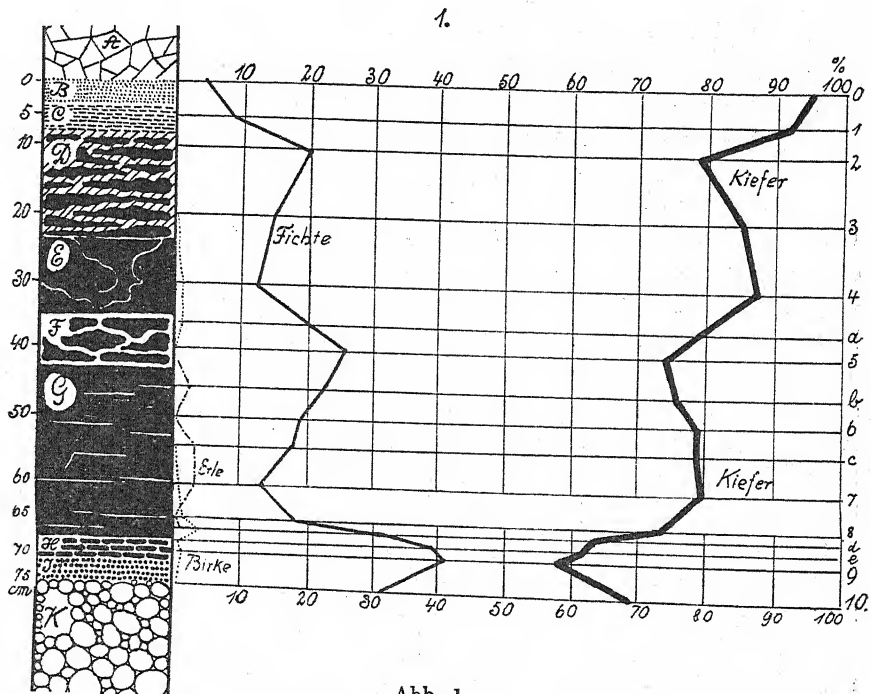 1.
A
%
10 20 30 40 50 60 70 80 90 100
0 B 0
5 C 1
10 D 2
Kiefer
20 3
Fichte
E
30 4
F a
40 5
G b
50 6
Erle c
60 Kiefer 7
65 8
H d
70 e
J Birke 9
75
cm 10.
K
10 20 30 40 50 60 70 80 90 100
Abb. 1